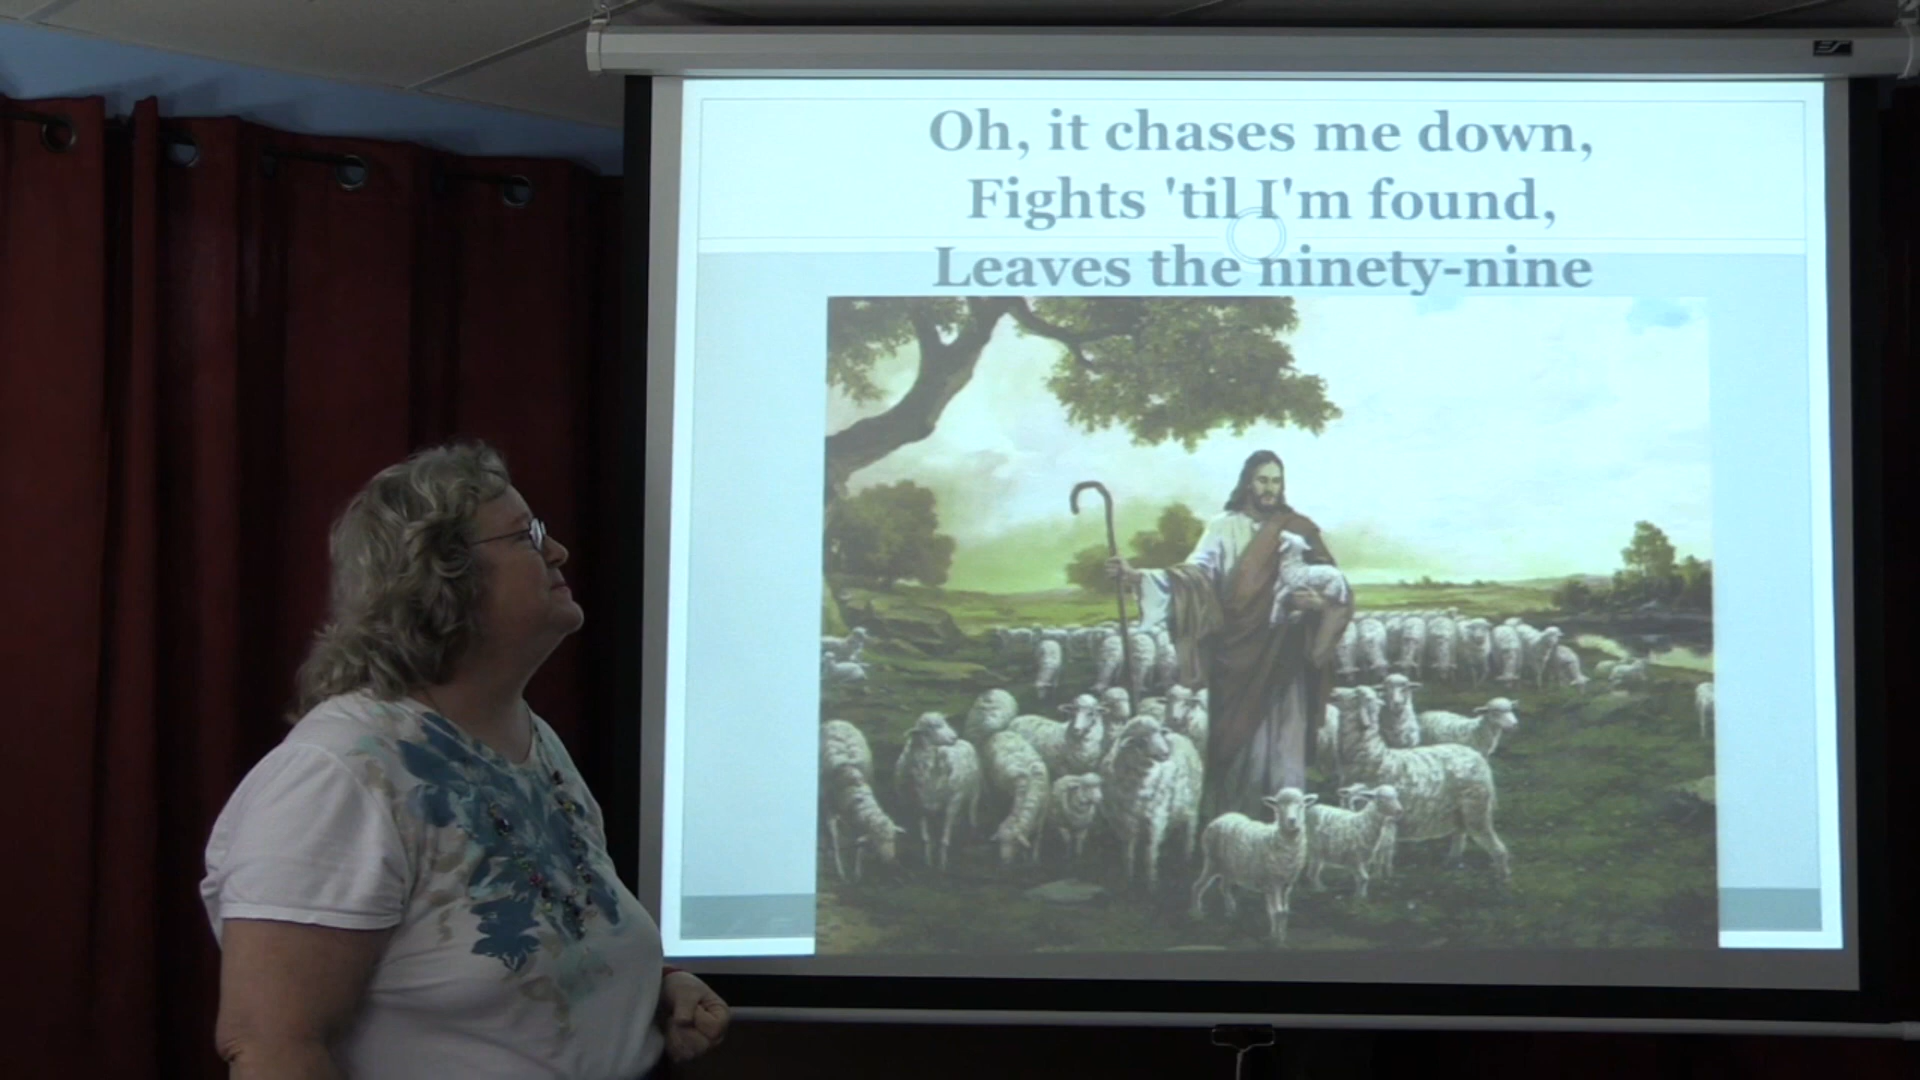 Oh, it chases me down,
Fights 'til I'm found,
Leaves the ninety-nine